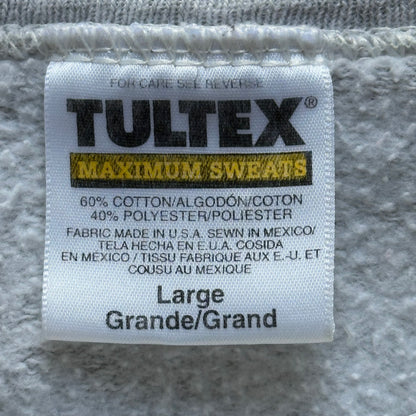 FOR CARE SEE REVERSE
TULTEX®
MAXIMUM SWEATS
60% COTTON/ALGODÓN/COTON
40% POLYESTER/POLIESTER
FABRIC MADE IN U.S.A. SEWN IN MEXICO/
TELA HECHA EN E.U.A. COSIDA
EN MÉXICO / TISSU FABRIQUE AUX E.-U. ET
COUSU AU MEXIQUE
Large
Grande/Grand